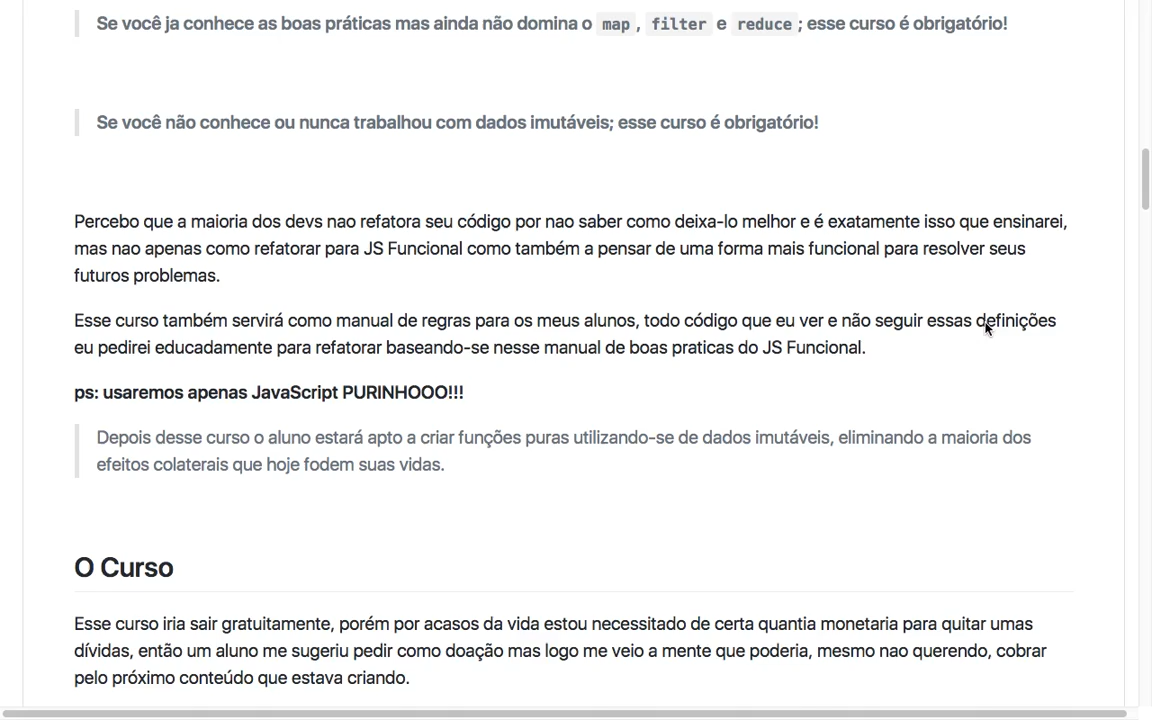 Se você ja conhece as boas práticas mas ainda não domina o map, filter e reduce; esse curso é obrigatório!
Se você não conhece ou nunca trabalhou com dados imutáveis; esse curso é obrigatório!
Percebo que a maioria dos devs nao refatora seu código por nao saber como deixa-lo melhor e é exatamente isso que ensinarei,
mas nao apenas como refatorar para JS Funcional como também a pensar de uma forma mais funcional para resolver seus
futuros problemas.
Esse curso também servirá como manual de regras para os meus alunos, todo código que eu ver e não seguir essas definições
eu pedirei educadamente para refatorar baseando-se nesse manual de boas praticas do JS Funcional.
ps: usaremos apenas JavaScript PURINHOOO!!!
Depois desse curso o aluno estará apto a criar funções puras utilizando-se de dados imutáveis, eliminando a maioria dos
efeitos colaterais que hoje fodem suas vidas.
O Curso
Esse curso iria sair gratuitamente, porém por acasos da vida estou necessitado de certa quantia monetaria para quitar umas
dívidas, então um aluno me sugeriu pedir como doação mas logo me veio a mente que poderia, mesmo nao querendo, cobrar
pelo próximo conteúdo que estava criando.